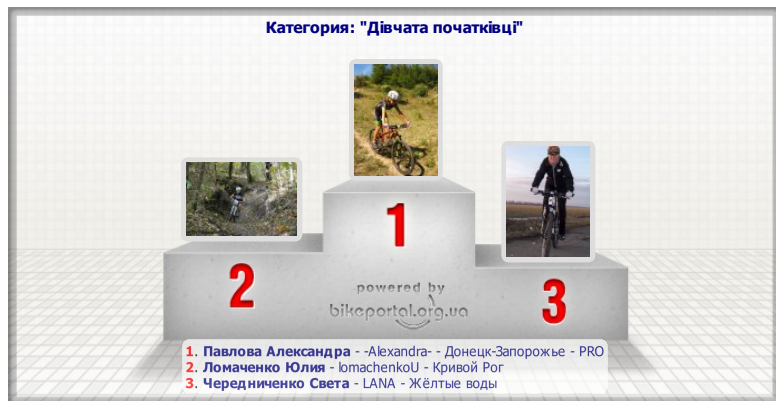 Категория: "Дівчата початківці"
1
2
3
powered by
bikeportal.org.ua
1. Павлова Александра - -Alexandra- - Донецк-Запорожье - PRO
2. Ломаченко Юлия - lomachenkoU - Кривой Рог
3. Чередниченко Света - LANA - Жёлтые воды